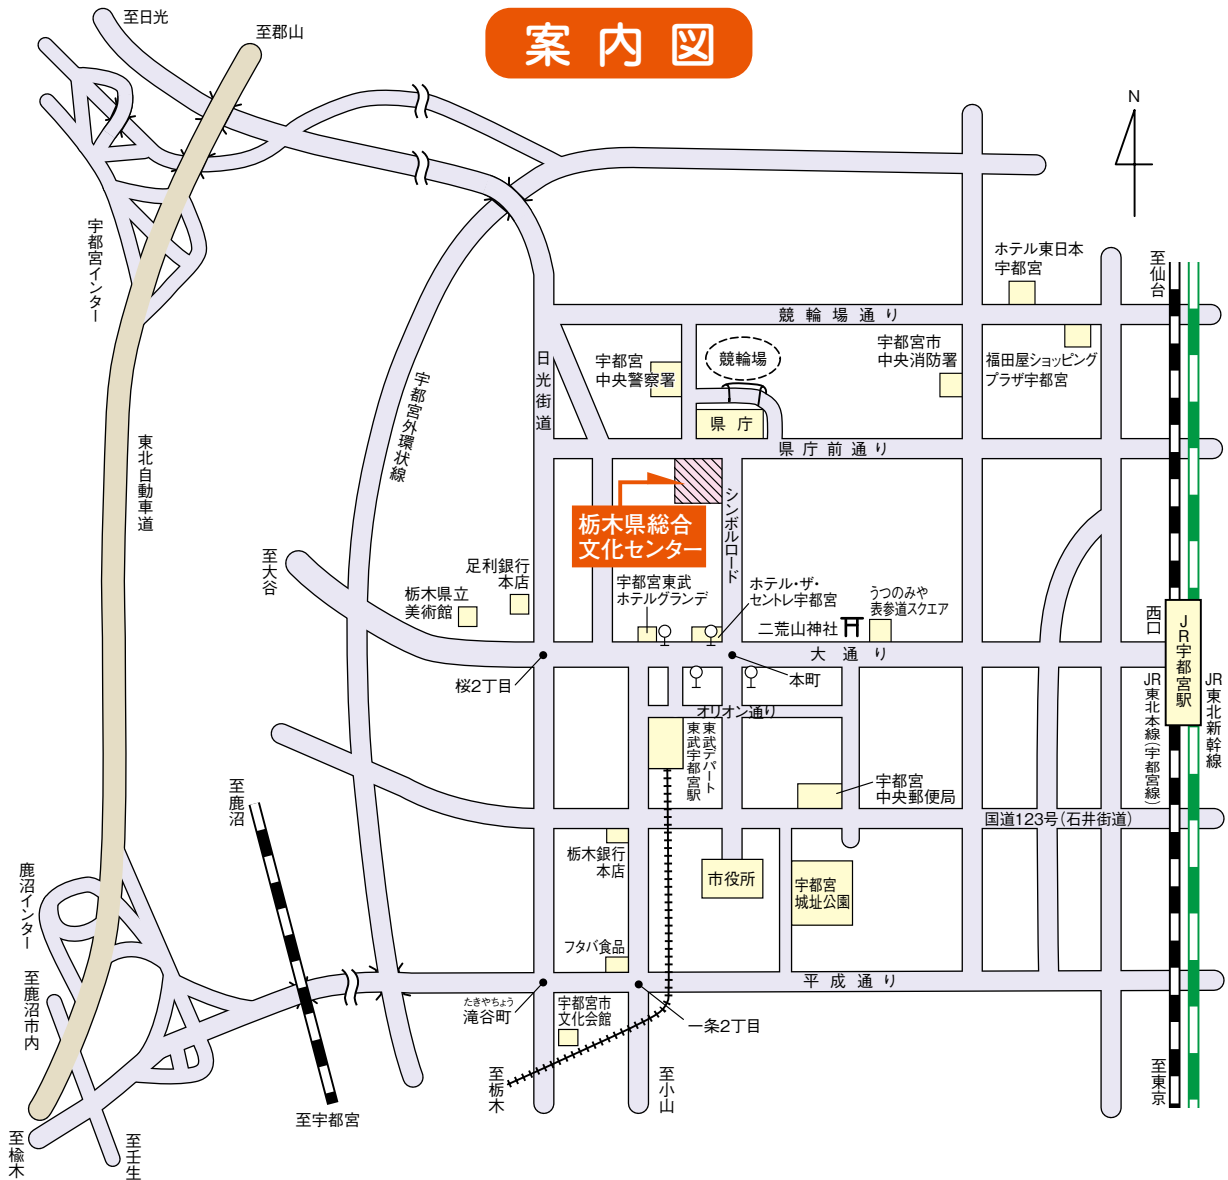 案内図
至日光
至郡山
N
宇都宮インター
ホテル東日本
宇都宮
至仙台
競輪場通り
宇都宮市
中央消防署
福田屋ショッピング
プラザ宇都宮
日光街道
宇都宮
中央警察署
競輪場
県庁
宇都宮外環状線
東北自動車道
県庁前通り
栃木県総合
文化センター
シンボルロード
至大谷
足利銀行
本店
栃木県立
美術館
宇都宮東武
ホテルグランデ
ホテル・ザ・
セントレ宇都宮
うつのみや
表参道スクエア
二荒山神社
西口
JR宇都宮駅
大通り
桜2丁目
本町
JR東北本線(宇都宮線)
JR東北新幹線
オリオン通り
東武デパート
東武宇都宮駅
至鹿沼
宇都宮
中央郵便局
国道123号(石井街道)
栃木銀行
本店
市役所
宇都宮
城址公園
鹿沼インター
フタバ食品
至鹿沼市内
平成通り
たきやちょう
滝谷町
宇都宮市
文化会館
一条2丁目
至栃木
至小山
至東京
至宇都宮
至楡木
至壬生